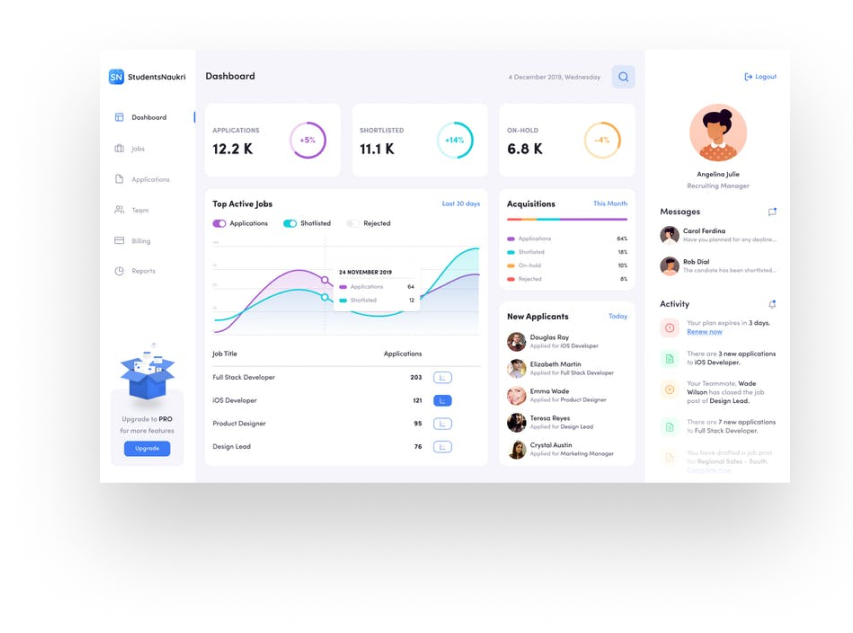 SN StudentsNaukri
Dashboard
Jobs
Applications
Team
Billing
Reports
Upgrade to PRO
for more features
Upgrade
Dashboard
4 December 2019, Wednesday
APPLICATIONS
12.2 K
+5%
SHORTLISTED
11.1 K
+14%
ON-HOLD
6.8 K
-4%
Top Active Jobs
Last 30 days
Applications
Shotlisted
Rejected
24 NOVEMBER 2019
Applications 64
Shotlisted 12
Job Title Applications
Full Stack Developer 203
iOS Developer 121
Product Designer 95
Design Lead 76
Acquisitions
This Month
Applications 64%
Shotlisted 18%
On-hold 10%
Rejected 8%
New Applicants
Today
Douglas Ray
Applied for iOS Developer
Elizabeth Martin
Applied for Full Stack Developer
Emma Wade
Applied for Product Designer
Teresa Reyes
Applied for Design Lead
Crystal Austin
Applied for Marketing Manager
Logout
Angelina Julie
Recruiting Manager
Messages
Carol Ferdina
Have you planned for any deatine...
Rob Dial
The candiate has been shortlisted...
Activity
Your plan expires in 3 days.
Renew now
There are 3 new applications
to iOS Developer.
Your Teammate, Wade
Wilson has closed the job
post of Design Lead.
There are 7 new applications
to Full Stack Developer.
You have drafted a job post
for Regional Sales - South.
Complete now